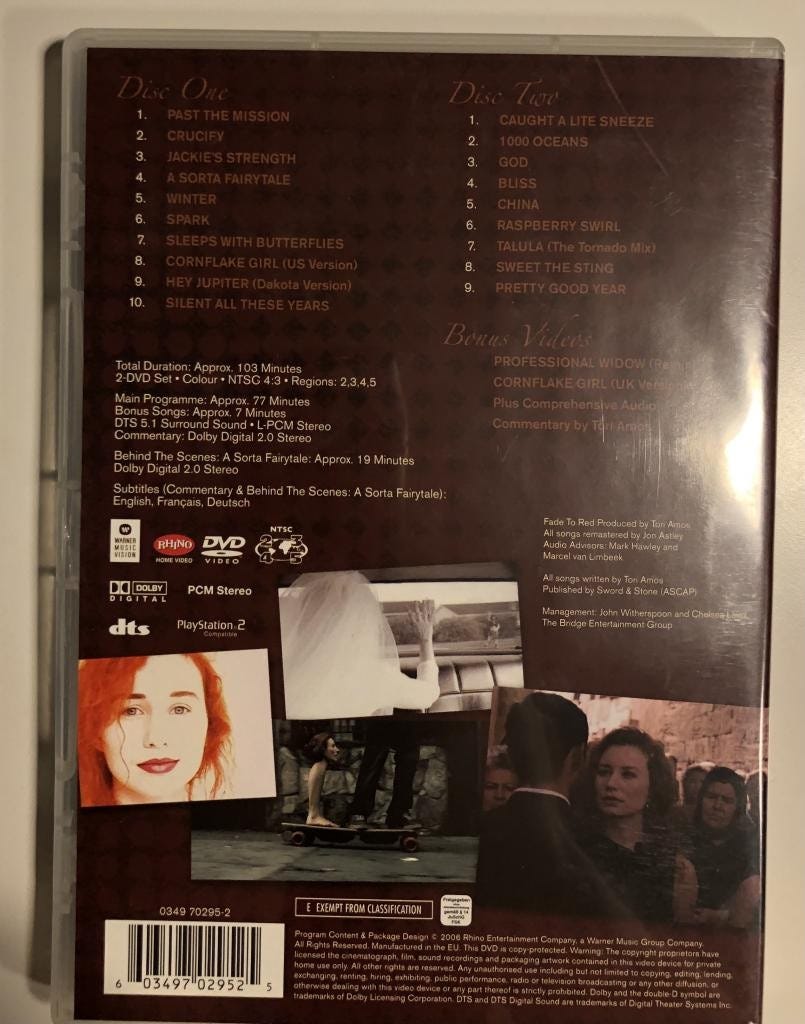 Disc One
1. PAST THE MISSION
2. CRUCIFY
3. JACKIE'S STRENGTH
4. A SORTA FAIRYTALE
5. WINTER
6. SPARK
7. SLEEPS WITH BUTTERFLIES
8. CORNFLAKE GIRL (US Version)
9. HEY JUPITER (Dakota Version)
10. SILENT ALL THESE YEARS
Disc Two
1. CAUGHT A LITE SNEEZE
2. 1000 OCEANS
3. GOD
4. BLISS
5. CHINA
6. RASPBERRY SWIRL
7. TALULA (The Tornado Mix)
8. SWEET THE STING
9. PRETTY GOOD YEAR
Bonus Videos
PROFESSIONAL WIDOW
CORNFLAKE GIRL (UK Version)
Plus Comprehensive Audio
Commentary by Tori Amos
Total Duration: Approx. 103 Minutes
2-DVD Set • Colour • NTSC 4:3 • Regions: 2,3,4,5
Main Programme: Approx. 77 Minutes
Bonus Songs: Approx. 7 Minutes
DTS 5.1 Surround Sound • L-PCM Stereo
Commentary: Dolby Digital 2.0 Stereo
Behind The Scenes: A Sorta Fairytale: Approx. 19 Minutes
Dolby Digital 2.0 Stereo
Subtitles (Commentary & Behind The Scenes: A Sorta Fairytale):
English, Français, Deutsch
WARNER
MUSIC
VISION
RHINO
HOME VIDEO
DVD
VIDEO
NTSC
2 3
4 5
DOLBY
DIGITAL
PCM Stereo
dts
PlayStation 2
Compatible
Fade To Red Produced by Tori Amos
All songs remastered by Jon Astley
Audio Advisors: Mark Hawley and
Marcel van Limbeek
All songs written by Tori Amos
Published by Sword & Stone (ASCAP)
Management: John Witherspoon and Chelsea
The Bridge Entertainment Group
0349 70295-2
E EXEMPT FROM CLASSIFICATION
Freigegeben
gemäß § 14
JuSchG
FSK
6 03497 02952 5
Program Content & Package Design © 2006 Rhino Entertainment Company, a Warner Music Group Company.
All Rights Reserved. Manufactured in the EU. This DVD is copy-protected. Warning: The copyright proprietors have
licensed the cinematograph, film, sound recordings and packaging artwork contained in this video device for private
home use only. All other rights are reserved. Any unauthorised use including but not limited to copying, editing, lending,
exchanging, renting, hiring, exhibiting, public performance, radio or television broadcasting or any other diffusion, or
otherwise dealing with this video device or any part thereof is strictly prohibited. Dolby and the double-D symbol are
trademarks of Dolby Licensing Corporation. DTS and DTS Digital Sound are trademarks of Digital Theater Systems Inc.